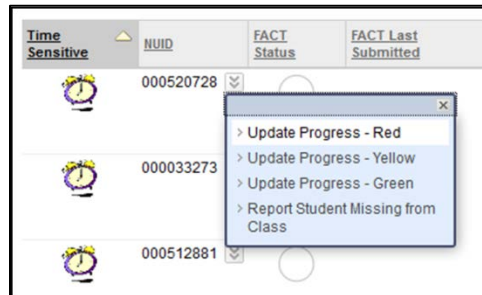 Time Sensitive
NUID
FACT Status
FACT Last Submitted
000520728
> Update Progress - Red
> Update Progress - Yellow
> Update Progress - Green
> Report Student Missing from
Class
000033273
000512881